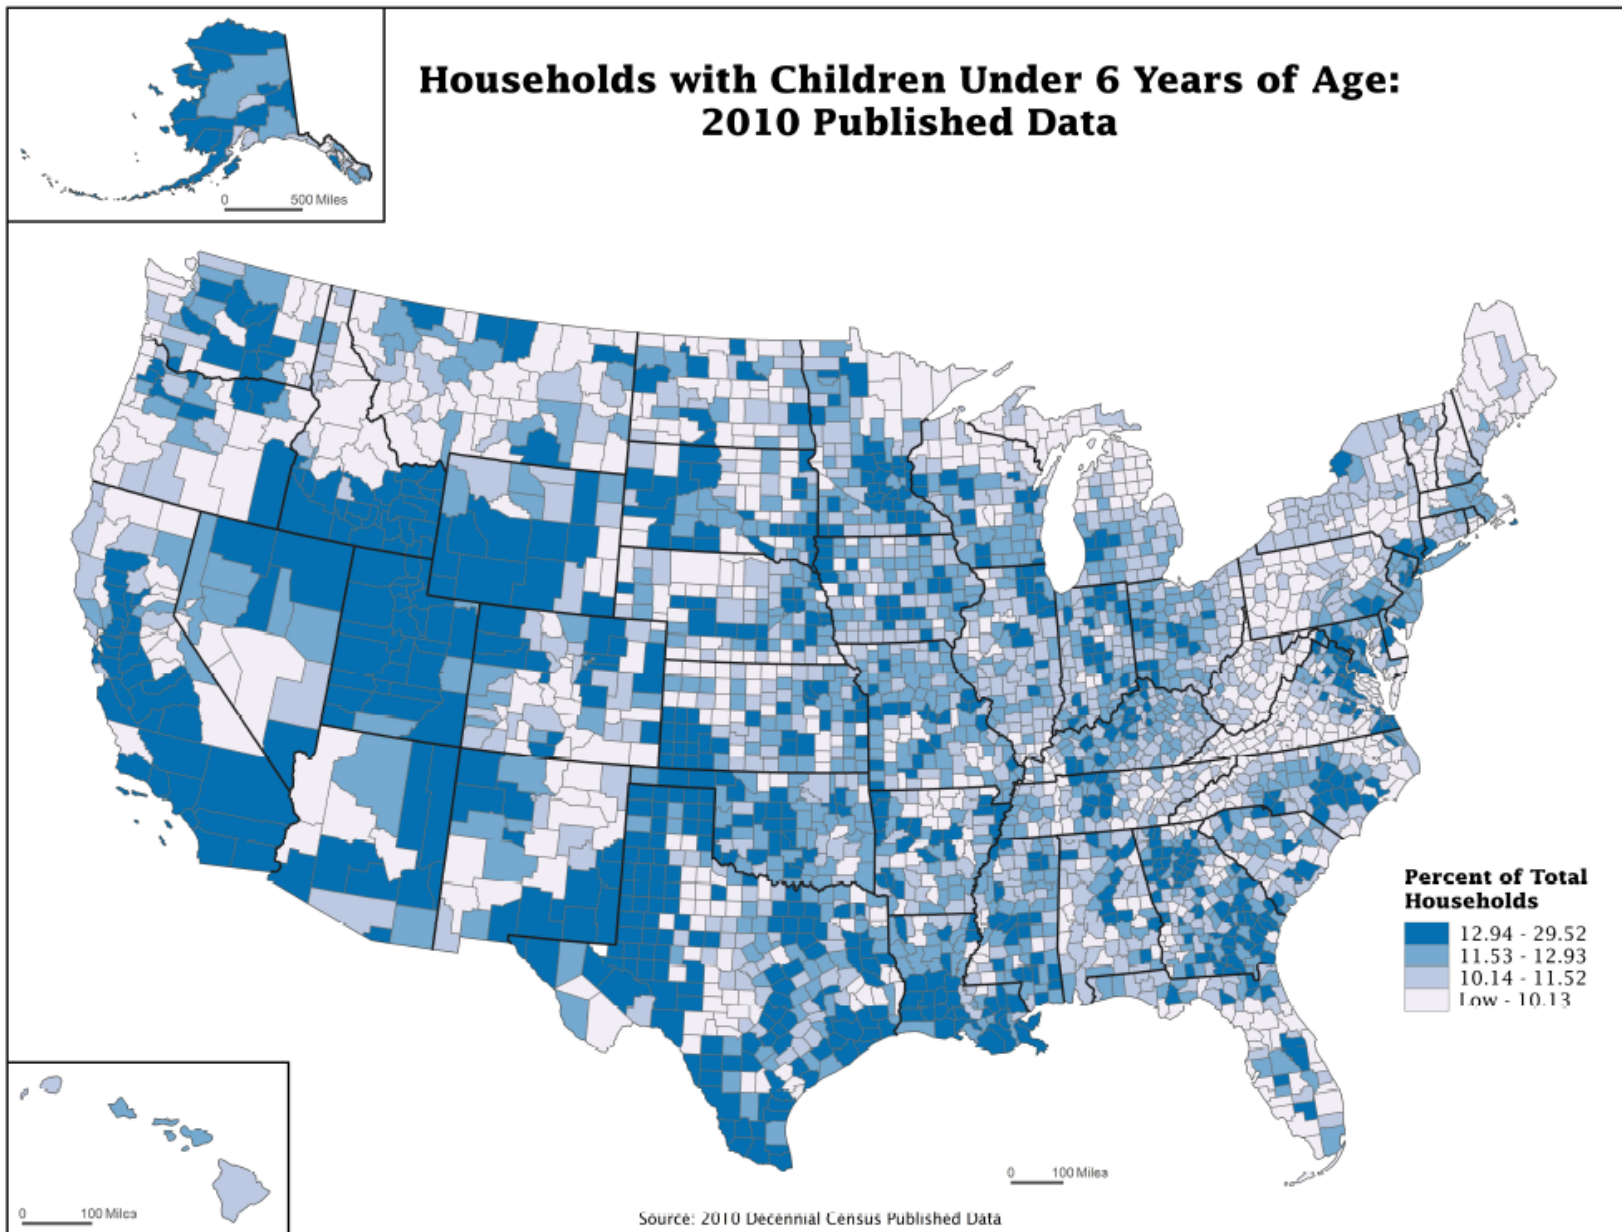 Households with Children Under 6 Years of Age:
2010 Published Data
0 500 Miles
Percent of Total
Households
12.94 - 29.52
11.53 - 12.93
10.14 - 11.52
Low - 10.13
0 100 Miles
0 100 Miles
Source: 2010 Decennial Census Published Data